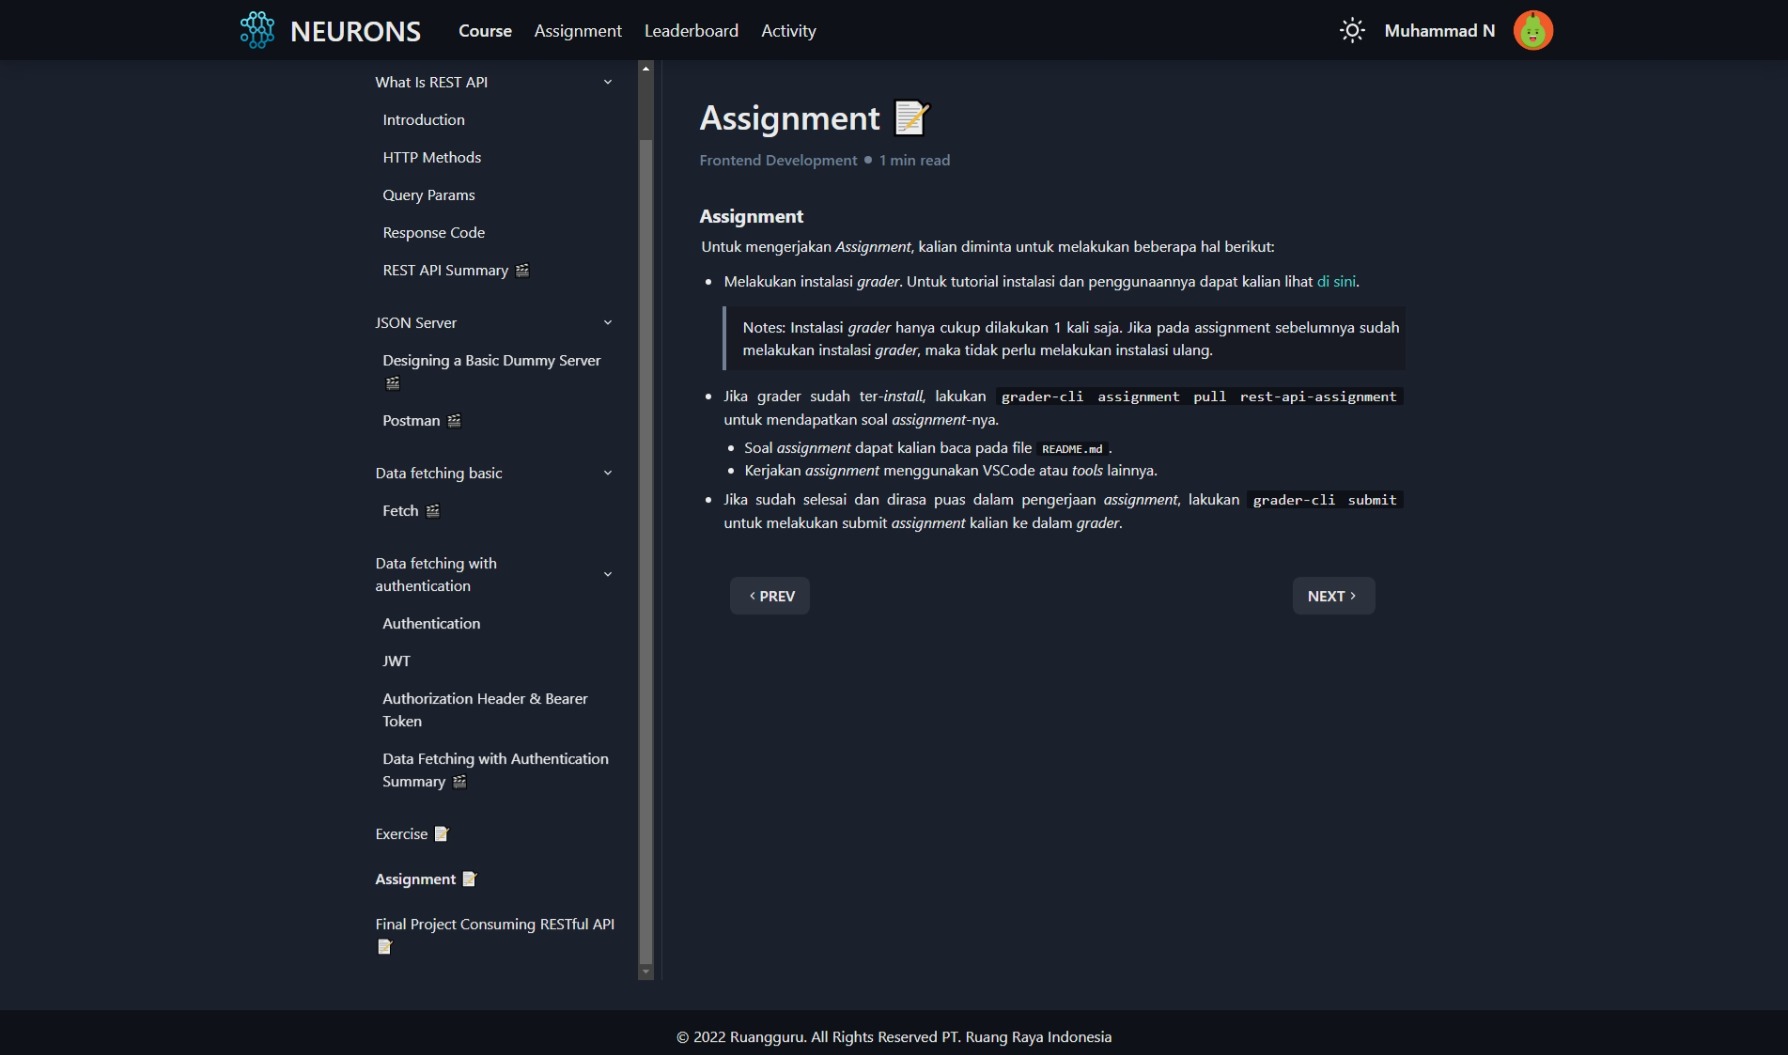 NEURONS
Course
Assignment
Leaderboard
Activity
Muhammad N
What Is REST API
Introduction
HTTP Methods
Query Params
Response Code
REST API Summary
JSON Server
Designing a Basic Dummy Server
Postman
Data fetching basic
Fetch
Data fetching with
authentication
Authentication
JWT
Authorization Header & Bearer
Token
Data Fetching with Authentication
Summary
Exercise
Assignment
Final Project Consuming RESTful API
Assignment
Frontend Development ● 1 min read
Assignment
Untuk mengerjakan Assignment, kalian diminta untuk melakukan beberapa hal berikut:
• Melakukan instalasi grader. Untuk tutorial instalasi dan penggunaannya dapat kalian lihat di sini.
Notes: Instalasi grader hanya cukup dilakukan 1 kali saja. Jika pada assignment sebelumnya sudah
melakukan instalasi grader, maka tidak perlu melakukan instalasi ulang.
• Jika grader sudah ter-install, lakukan grader-cli assignment pull rest-api-assignment
untuk mendapatkan soal assignment-nya.
• Soal assignment dapat kalian baca pada file README.md .
• Kerjakan assignment menggunakan VSCode atau tools lainnya.
• Jika sudah selesai dan dirasa puas dalam pengerjaan assignment, lakukan grader-cli submit
untuk melakukan submit assignment kalian ke dalam grader.
‹ PREV
NEXT ›
© 2022 Ruangguru. All Rights Reserved PT. Ruang Raya Indonesia